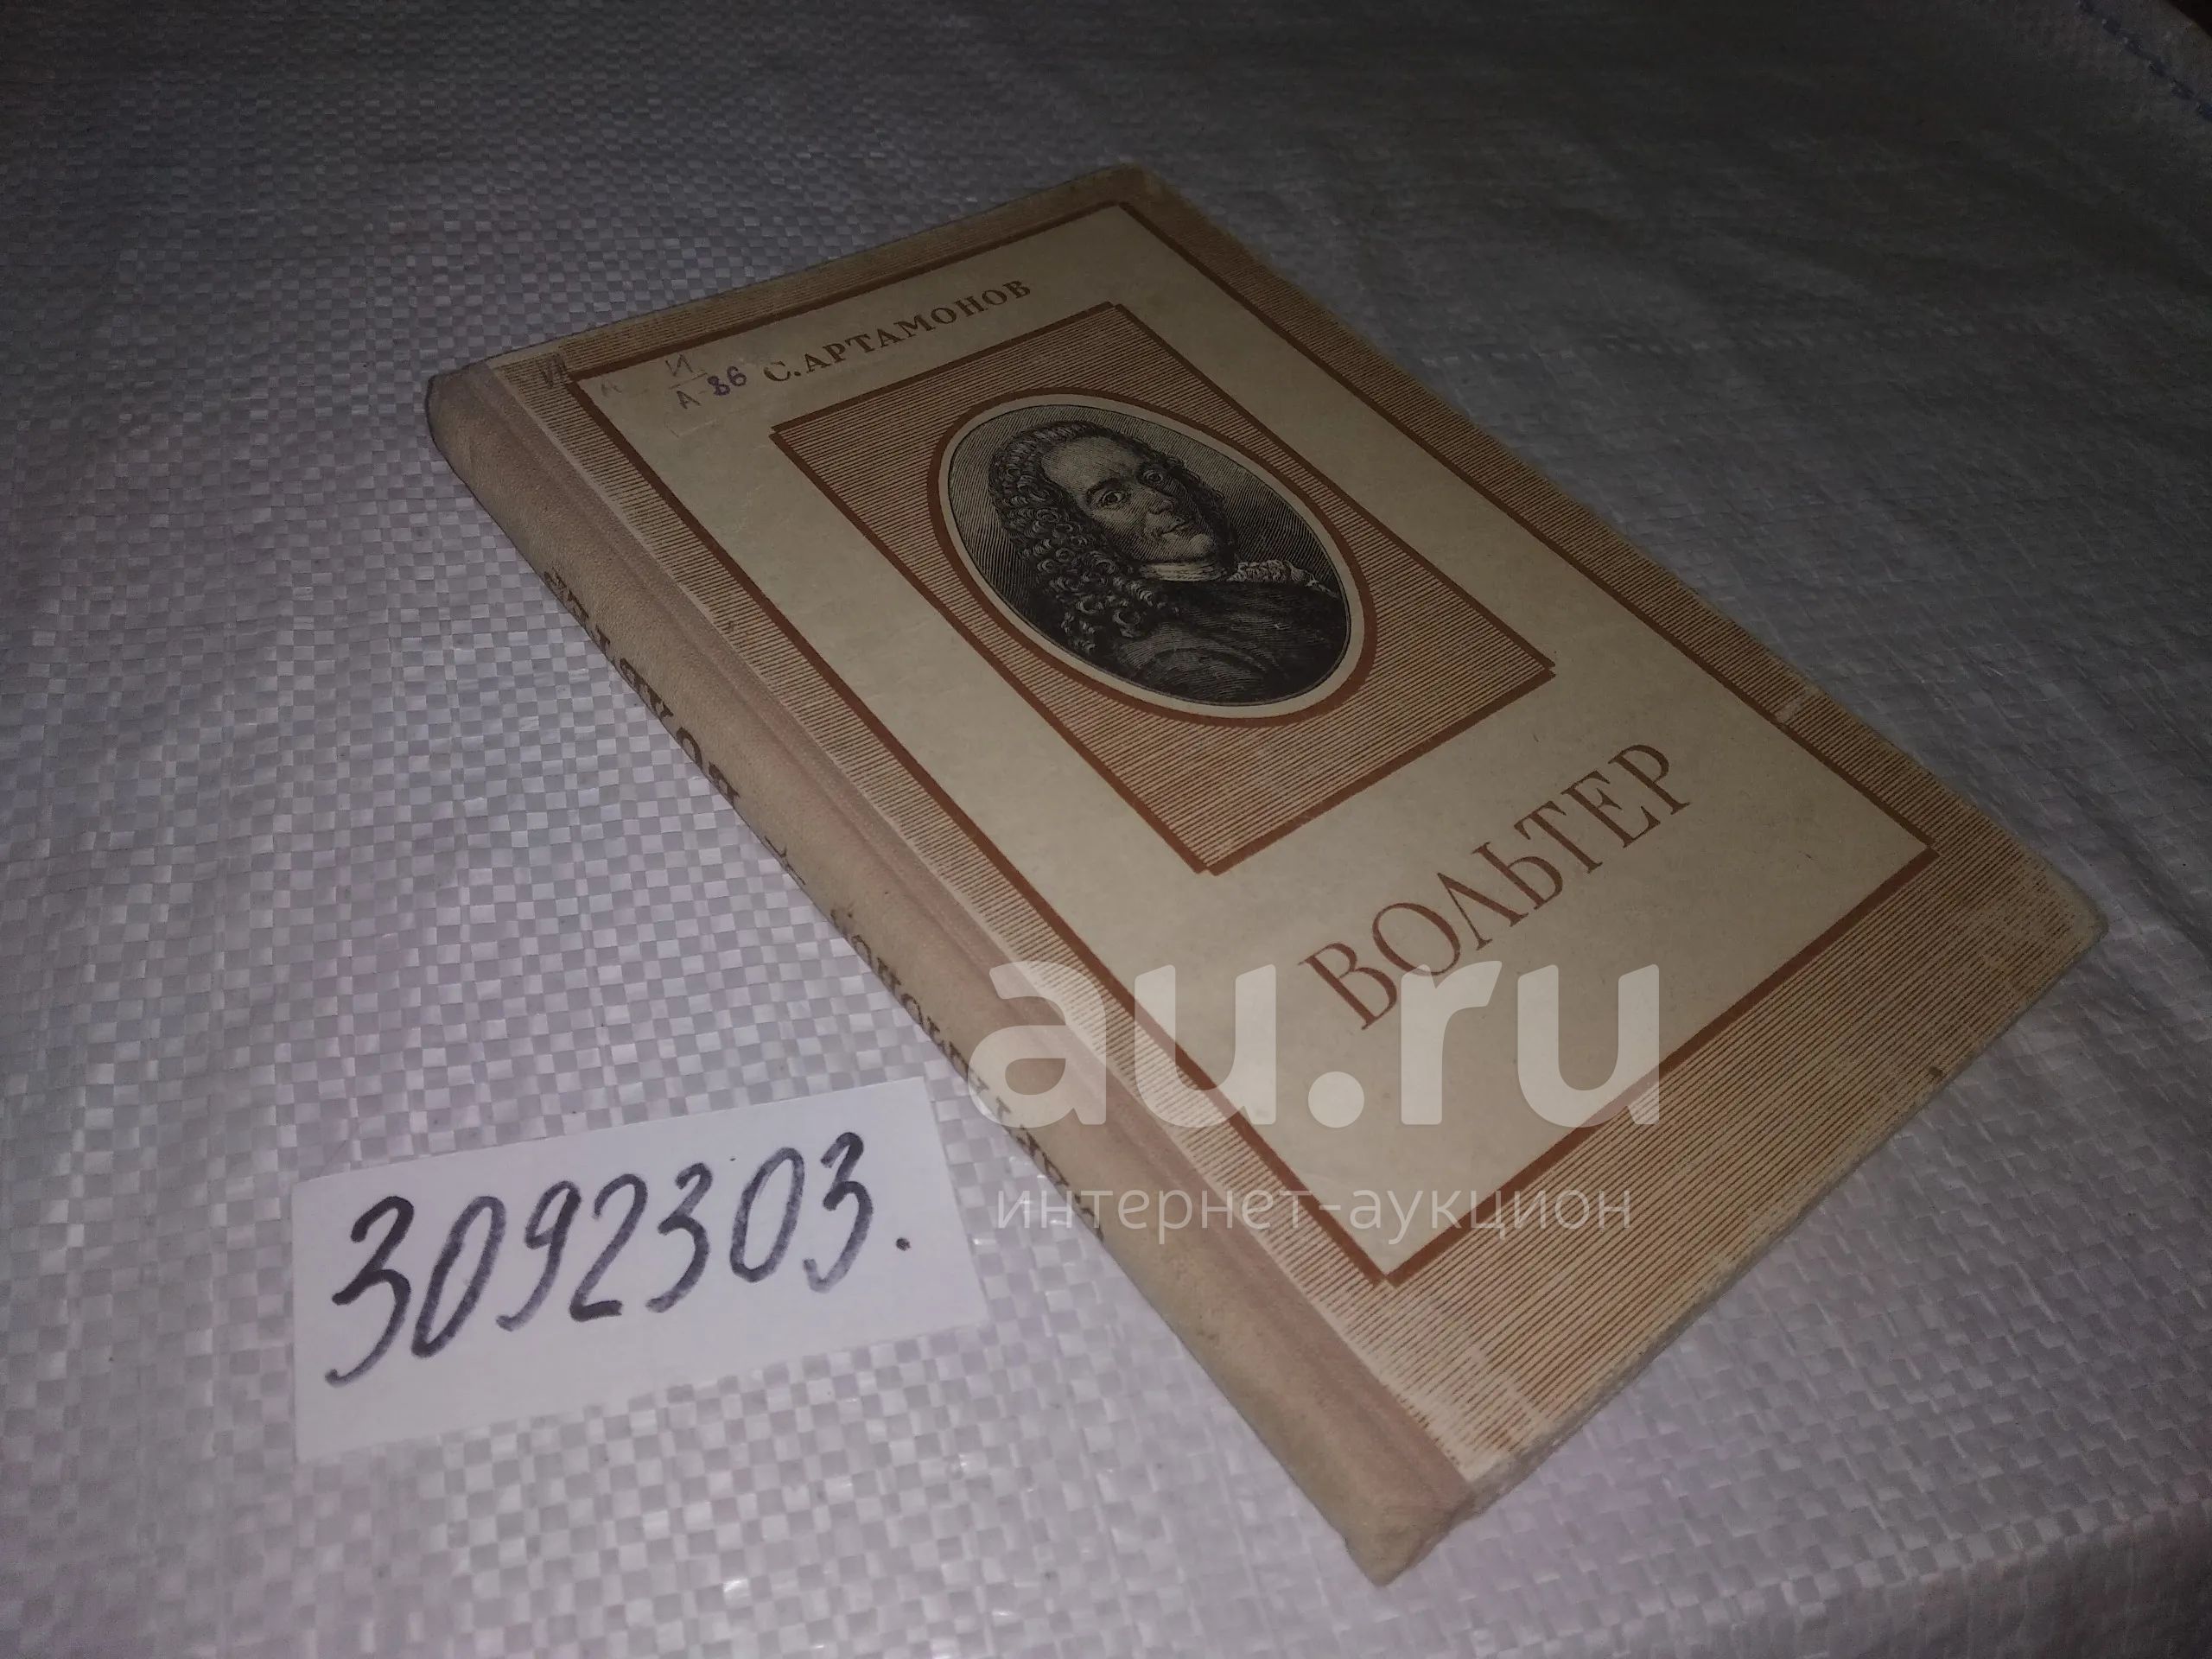 С. АРТАМОНОВ
И
А-86
ВОЛЬТЕР
au.ru
интернет-аукцион
3092303.